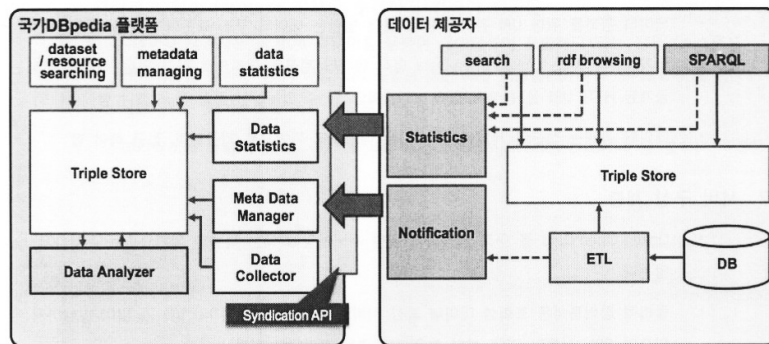 국가DBpedia 플랫폼
dataset
/ resource
searching
metadata
managing
data
statistics
Triple Store
Data
Statistics
Meta Data
Manager
Data
Collector
Data Analyzer
Syndication API
데이터 제공자
search
rdf browsing
SPARQL
Statistics
Notification
Triple Store
ETL
DB